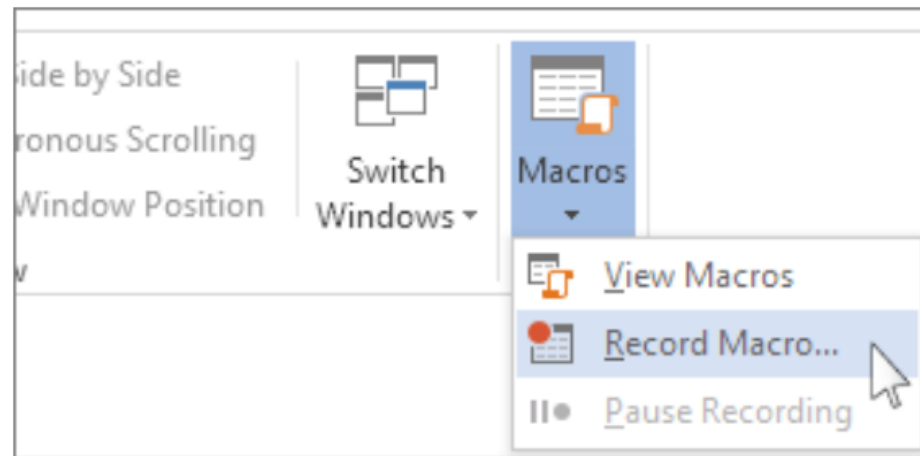 ide by Side
ronous Scrolling
Window Position
w
Switch
Windows
Macros
View Macros
Record Macro...
Pause Recording